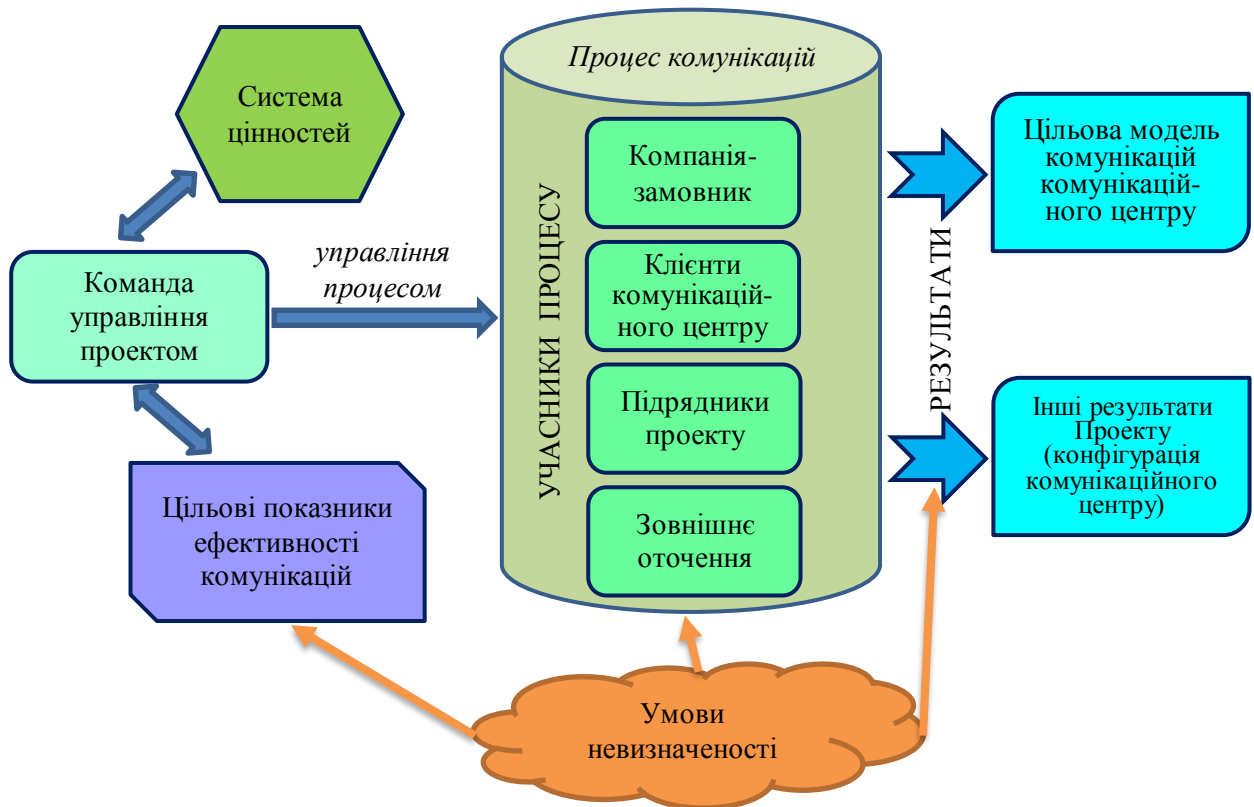 Система
цінностей
Команда
управління
проектом
Цільові показники
ефективності
комунікацій
управління
процесом
Процес комунікацій
УЧАСНИКИ ПРОЦЕСУ
Компанія-
замовник
Клієнти
комунікацій-
ного центру
Підрядники
проекту
Зовнішнє
оточення
РЕЗУЛЬТАТИ
Цільова модель
комунікацій
комунікацій-
ного центру
Інші результати
Проекту
(конфігурація
комунікаційного
центру)
Умови
невизначеності